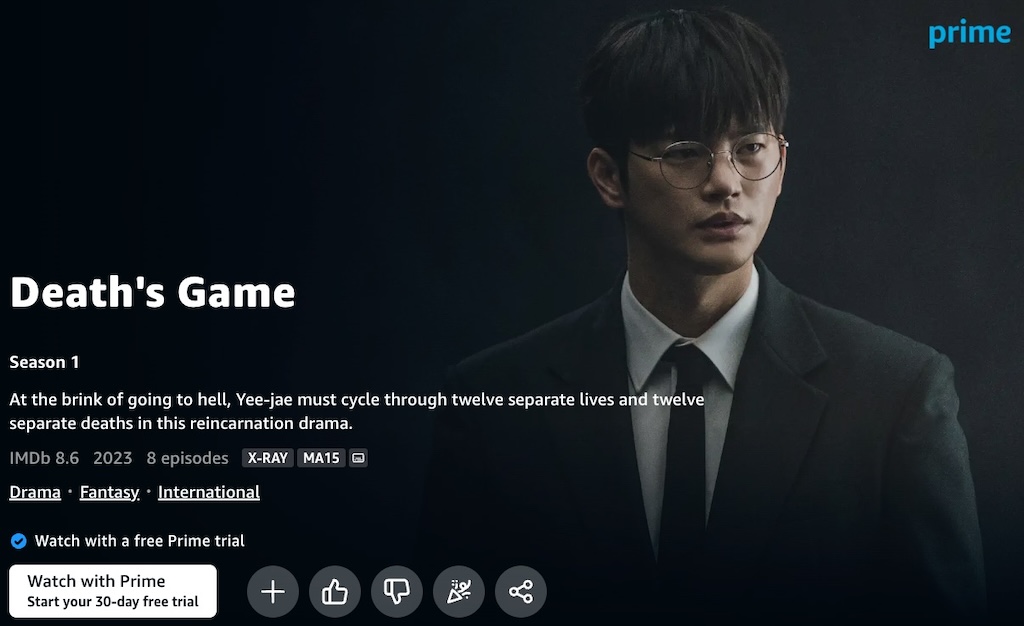 prime
Death's Game
Season 1
At the brink of going to hell, Yee-jae must cycle through twelve separate lives and twelve
separate deaths in this reincarnation drama.
IMDb 8.6 2023 8 episodes X-RAY MA15
Drama · Fantasy · International
Watch with a free Prime trial
Watch with Prime
Start your 30-day free trial